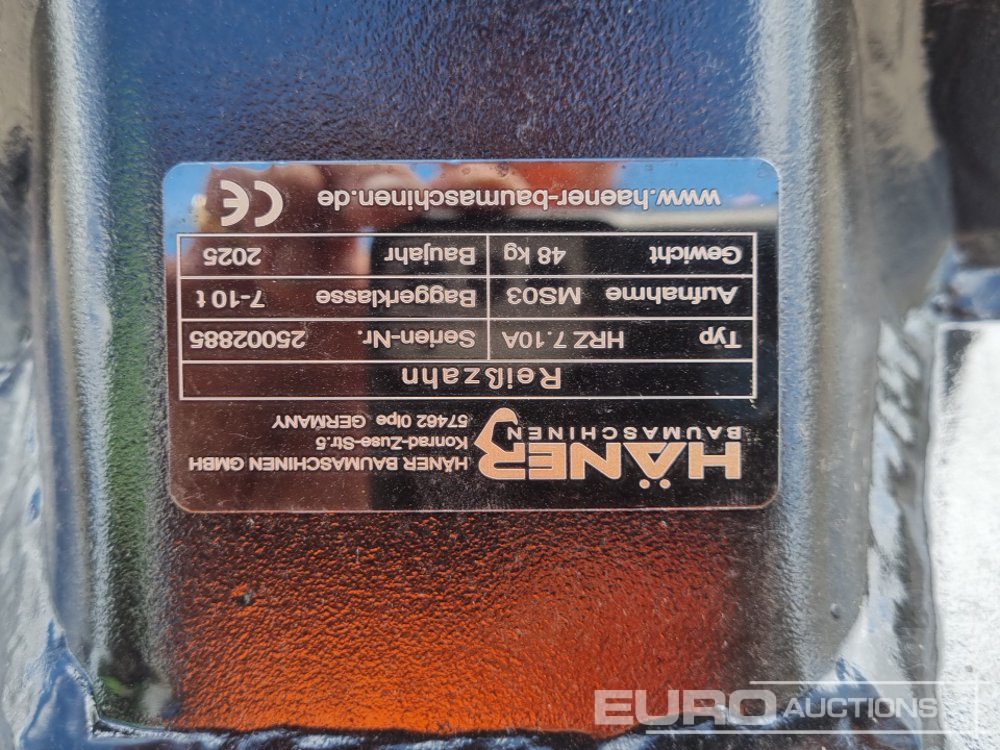 HÄNER
BAUMASCHINEN
HÄNER BAUMASCHINEN GMBH
Konrad-Zuse-Str.5
57462 Olpe GERMANY
Reißzahn
Typ HRZ 7.10A Serien-Nr. 25002885
Aufnahme MS03 Baggerklasse 7-10 t
Gewicht 48 kg Baujahr 2025
www.haener-baumaschinen.de CE
EURO AUCTIONS